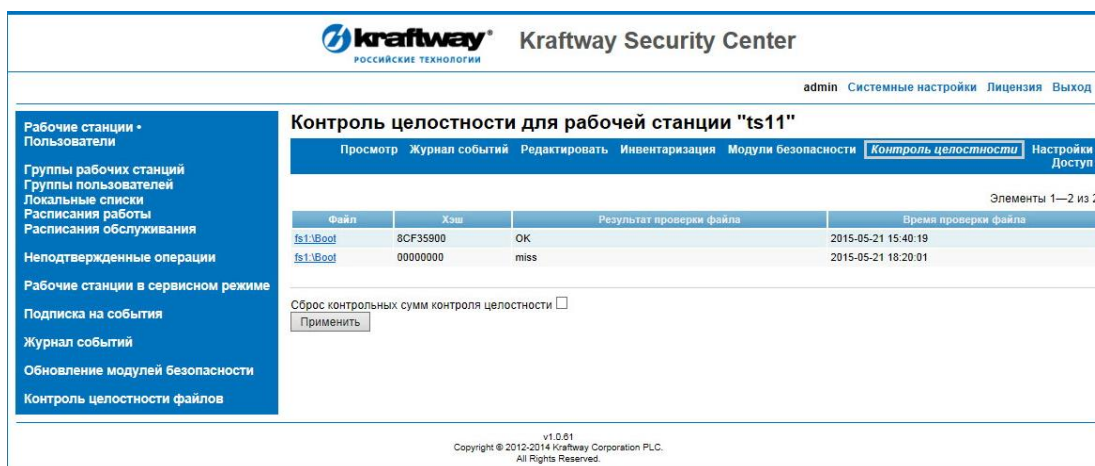 kraftway
РОССИЙСКИЕ ТЕХНОЛОГИИ
Kraftway Security Center
admin Системные настройки Лицензия Выход
Рабочие станции •
Пользователи
Группы рабочих станций
Группы пользователей
Локальные списки
Расписания работы
Расписания обслуживания
Неподтвержденные операции
Рабочие станции в сервисном режиме
Подписка на события
Журнал событий
Обновление модулей безопасности
Контроль целостности файлов
Контроль целостности для рабочей станции "ts11"
Просмотр Журнал событий Редактировать Инвентаризация Модули безопасности Контроль целостности Настройки
Доступ
Элементы 1—2 из 2
Файл Хэш Результат проверки файла Время проверки файла
fs1:\Boot 8CF35900 OK 2015-05-21 15:40:19
fs1:\Boot 00000000 miss 2015-05-21 18:20:01
Сброс контрольных сумм контроля целостности
Применить
v1.0.61
Copyright © 2012-2014 Kraftway Corporation PLC.
All Rights Reserved.